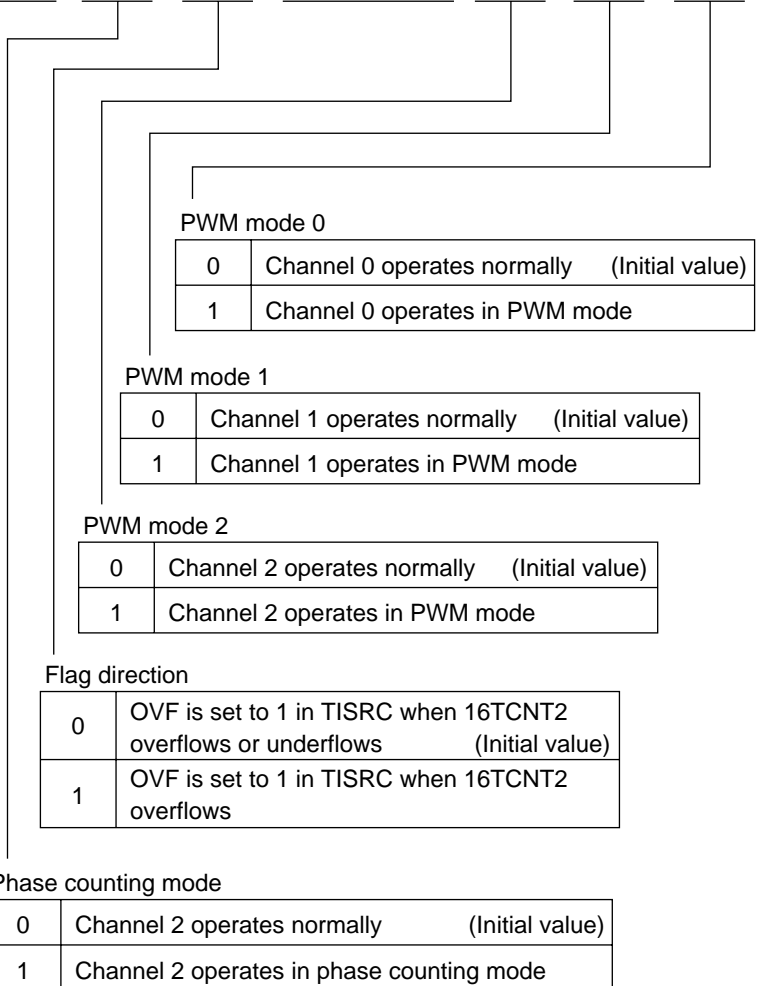 PWM mode 0
0 Channel 0 operates normally (Initial value)
1 Channel 0 operates in PWM mode
PWM mode 1
0 Channel 1 operates normally (Initial value)
1 Channel 1 operates in PWM mode
PWM mode 2
0 Channel 2 operates normally (Initial value)
1 Channel 2 operates in PWM mode
Flag direction
0 OVF is set to 1 in TISRC when 16TCNT2
overflows or underflows (Initial value)
1 OVF is set to 1 in TISRC when 16TCNT2
overflows
Phase counting mode
0 Channel 2 operates normally (Initial value)
1 Channel 2 operates in phase counting mode